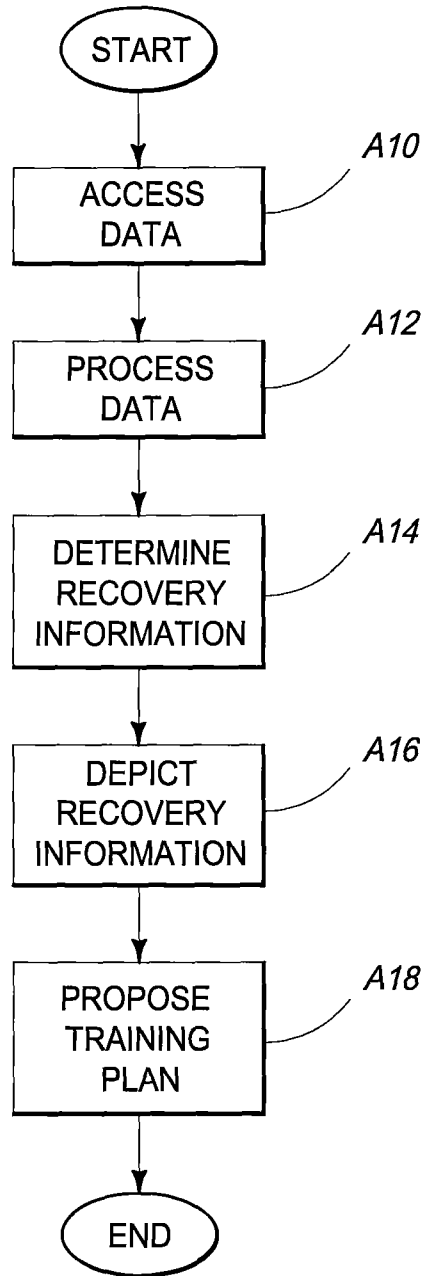 START
A10
ACCESS
DATA
A12
PROCESS
DATA
A14
DETERMINE
RECOVERY
INFORMATION
A16
DEPICT
RECOVERY
INFORMATION
A18
PROPOSE
TRAINING
PLAN
END